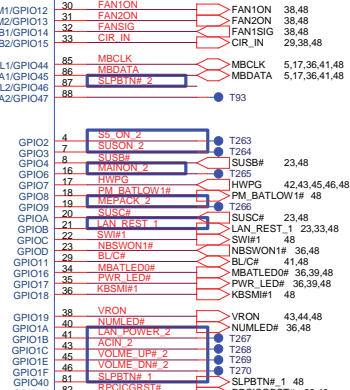 M1/GPIO12 30 FAN1ON FAN1ON 38,48
M2/GPIO13 31 FAN2ON FAN2ON 38,48
B1/GPIO14 32 FANSIG FAN1SIG 38,48
B2/GPIO15 33 CIR_IN CIR_IN 29,38,48
L1/GPIO44 85 MBCLK MBCLK 5,17,36,41,48
A1/GPIO45 86 MBDATA MBDATA 5,17,36,41,48
L2/GPIO46 87 SLPBTN#_2
A2/GPIO47 88 T93
GPIO2 4 S5_ON_2 T263
GPIO3 7 SUSON_2 T264
GPIO4 8 SUSB# SUSB# 23,48
GPIO6 16 MAINON_2 T265
GPIO7 17 HWPG HWPG 42,43,45,46,48
GPIO8 18 PM_BATLOW1# PM_BATLOW1# 48
GPIO9 19 MEPACK_2 T266
GPIOA 20 SUSC# SUSC# 23,48
GPIOB 21 LAN_REST_1 LAN_REST_1 23,33,48
GPIOC 22 SWI#1 SWI#1 48
GPIOD 23 NBSWON1# NBSWON1# 36,48
GPIO11 29 BL/C# BL/C# 41,48
GPIO16 34 MBATLED0# MBATLED0# 36,39,48
GPIO17 35 PWR_LED# PWR_LED# 36,39,48
GPIO18 36 KBSMI#1 KBSMI#1 48
GPIO19 38 VRON VRON 43,44,48
GPIO1A 40 NUMLED# NUMLED# 36,48
GPIO1B 41 LAN_POWER_2 T267
GPIO1C 43 ACIN_2 T268
GPIO1E 45 VOLME_UP#_2 T269
GPIO1F 46 VOLME_DN#_2 T270
81 SLPBTN#_1 SLPBTN#_1 48